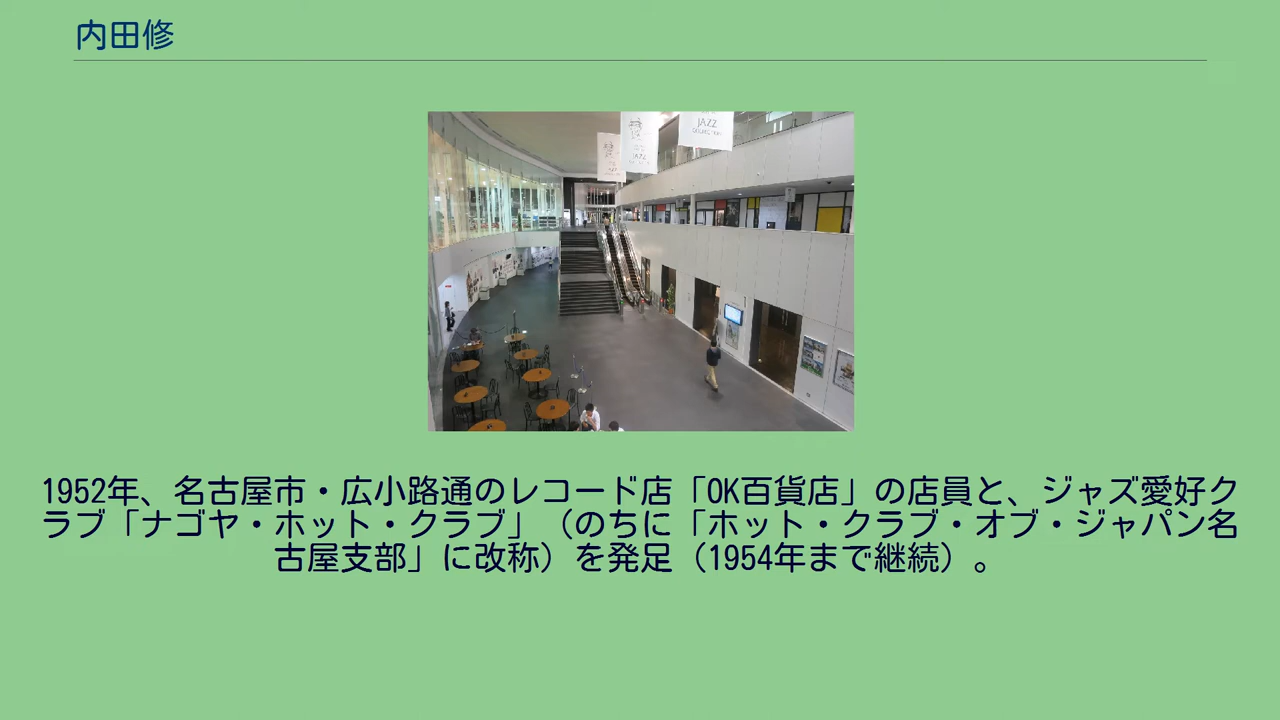 内田修
JAZZ
JAZZ
1952年、名古屋市・広小路通のレコード店「OK百貨店」の店員と、ジャズ愛好ク
ラブ「ナゴヤ・ホット・クラブ」（のちに「ホット・クラブ・オブ・ジャパン名
古屋支部」に改称）を発足（1954年まで継続）。